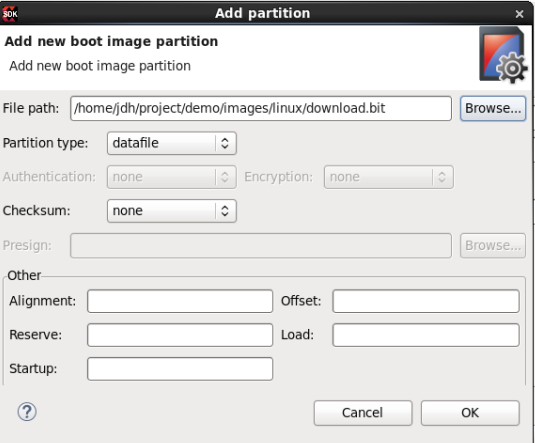 SDK Add partition ×
Add new boot image partition
Add new boot image partition
File path: /home/jdh/project/demo/images/linux/download.bit Browse...
Partition type: datafile
Authentication: none Encryption: none
Checksum: none
Presign: Browse...
Other
Alignment: Offset:
Reserve: Load:
Startup:
? Cancel OK